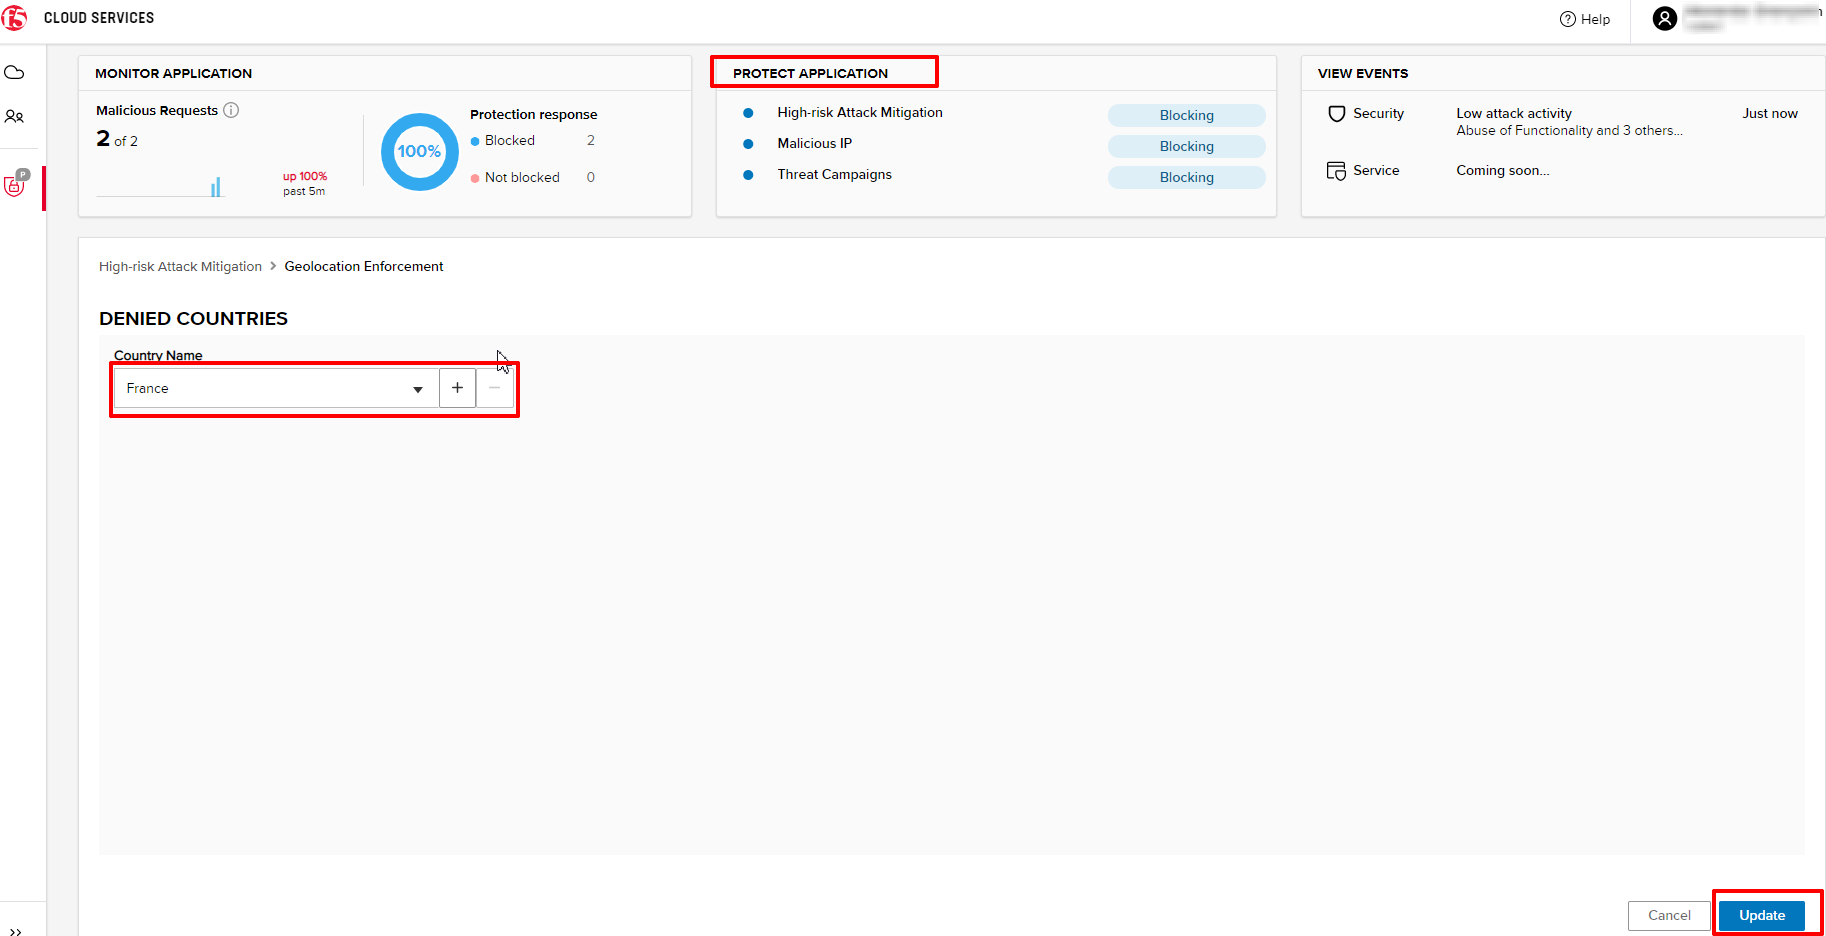 f5 CLOUD SERVICES
Help
P
MONITOR APPLICATION
Malicious Requests
2 of 2
up 100%
past 5m
100%
Protection response
Blocked 2
Not blocked 0
PROTECT APPLICATION
High-risk Attack Mitigation Blocking
Malicious IP Blocking
Threat Campaigns Blocking
VIEW EVENTS
Security Low attack activity Just now
Abuse of Functionality and 3 others...
Service Coming soon...
High-risk Attack Mitigation > Geolocation Enforcement
DENIED COUNTRIES
Country Name
France + −
Cancel Update